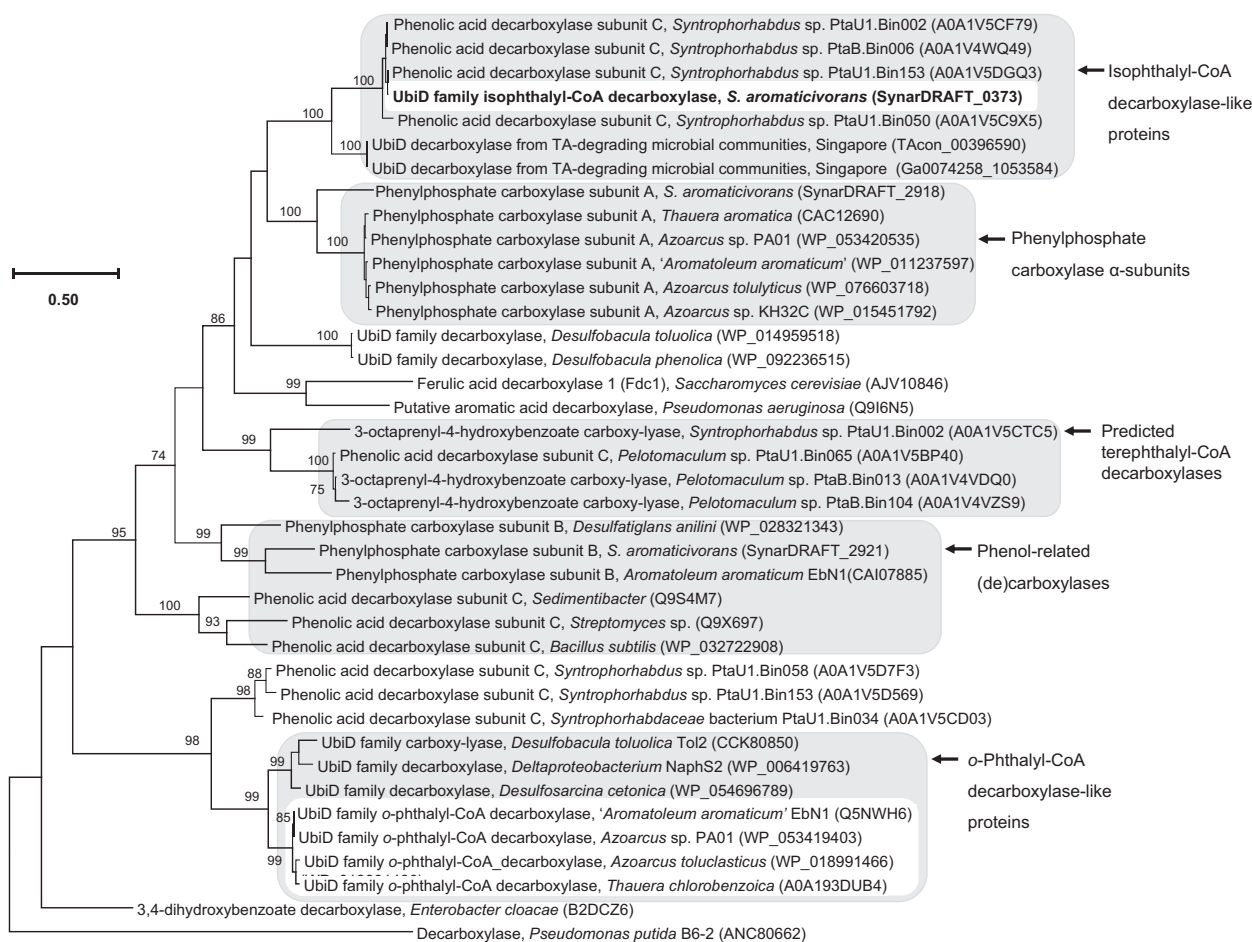 Phenolic acid decarboxylase subunit C, Syntrophorhabdus sp. PtaU1.Bin002 (A0A1V5CF79)
Phenolic acid decarboxylase subunit C, Syntrophorhabdus sp. PtaB.Bin006 (A0A1V4WQ49)
Phenolic acid decarboxylase subunit C, Syntrophorhabdus sp. PtaU1.Bin153 (A0A1V5DGQ3)
UbiD family isophthalyl-CoA decarboxylase, S. aromaticivorans (SynarDRAFT_0373)
Phenolic acid decarboxylase subunit C, Syntrophorhabdus sp. PtaU1.Bin050 (A0A1V5C9X5)
UbiD decarboxylase from TA-degrading microbial communities, Singapore (TAcon_00396590)
UbiD decarboxylase from TA-degrading microbial communities, Singapore (Ga0074258_1053584)
Isophthalyl-CoA
decarboxylase-like
proteins
100
100
100
Phenylphosphate carboxylase subunit A, S. aromaticivorans (SynarDRAFT_2918)
Phenylphosphate carboxylase subunit A, Thauera aromatica (CAC12690)
Phenylphosphate carboxylase subunit A, Azoarcus sp. PA01 (WP_053420535)
Phenylphosphate carboxylase subunit A, ‘Aromatoleum aromaticum’ (WP_011237597)
Phenylphosphate carboxylase subunit A, Azoarcus tolulyticus (WP_076603718)
Phenylphosphate carboxylase subunit A, Azoarcus sp. KH32C (WP_015451792)
Phenylphosphate
carboxylase α-subunits
100
100
0.50
86
100
UbiD family decarboxylase, Desulfobacula toluolica (WP_014959518)
UbiD family decarboxylase, Desulfobacula phenolica (WP_092236515)
99
Ferulic acid decarboxylase 1 (Fdc1), Saccharomyces cerevisiae (AJV10846)
Putative aromatic acid decarboxylase, Pseudomonas aeruginosa (Q9I6N5)
99
3-octaprenyl-4-hydroxybenzoate carboxy-lyase, Syntrophorhabdus sp. PtaU1.Bin002 (A0A1V5CTC5)
Phenolic acid decarboxylase subunit C, Pelotomaculum sp. PtaU1.Bin065 (A0A1V5BP40)
3-octaprenyl-4-hydroxybenzoate carboxy-lyase, Pelotomaculum sp. PtaB.Bin013 (A0A1V4VDQ0)
3-octaprenyl-4-hydroxybenzoate carboxy-lyase, Pelotomaculum sp. PtaB.Bin104 (A0A1V4VZS9)
Predicted
terephthalyl-CoA
decarboxylases
74
100
75
95
99
99
Phenylphosphate carboxylase subunit B, Desulfatiglans anilini (WP_028321343)
Phenylphosphate carboxylase subunit B, S. aromaticivorans (SynarDRAFT_2921)
Phenylphosphate carboxylase subunit B, Aromatoleum aromaticum EbN1(CAI07885)
Phenolic acid decarboxylase subunit C, Sedimentibacter (Q9S4M7)
Phenolic acid decarboxylase subunit C, Streptomyces sp. (Q9X697)
Phenolic acid decarboxylase subunit C, Bacillus subtilis (WP_032722908)
Phenol-related
(de)carboxylases
100
93
88
98
Phenolic acid decarboxylase subunit C, Syntrophorhabdus sp. PtaU1.Bin058 (A0A1V5D7F3)
Phenolic acid decarboxylase subunit C, Syntrophorhabdus sp. PtaU1.Bin153 (A0A1V5D569)
Phenolic acid decarboxylase subunit C, Syntrophorhabdaceae bacterium PtaU1.Bin034 (A0A1V5CD03)
98
99
99
UbiD family carboxy-lyase, Desulfobacula toluolica Tol2 (CCK80850)
UbiD family decarboxylase, Deltaproteobacterium NaphS2 (WP_006419763)
UbiD family decarboxylase, Desulfosarcina cetonica (WP_054696789)
85
99
UbiD family o-phthalyl-CoA decarboxylase, ‘Aromatoleum aromaticum’ EbN1 (Q5NWH6)
UbiD family o-phthalyl-CoA decarboxylase, Azoarcus sp. PA01 (WP_053419403)
UbiD family o-phthalyl-CoA_decarboxylase, Azoarcus toluclasticus (WP_018991466)
UbiD family o-phthalyl-CoA decarboxylase, Thauera chlorobenzoica (A0A193DUB4)
o-Phthalyl-CoA
decarboxylase-like
proteins
3,4-dihydroxybenzoate decarboxylase, Enterobacter cloacae (B2DCZ6)
Decarboxylase, Pseudomonas putida B6-2 (ANC80662)